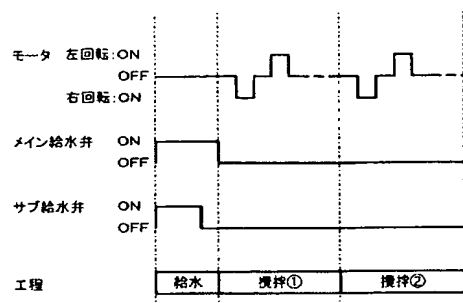 モータ 左回転:ON
OFF
右回転:ON
メイン給水弁 ON
OFF
サブ給水弁 ON
OFF
工程 給水 攪拌① 攪拌②